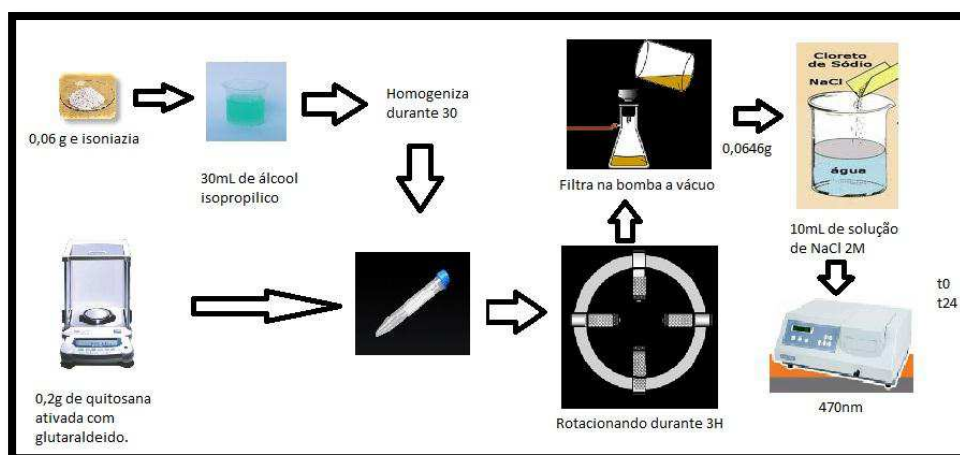 0,06 g e isoniazia
30mL de álcool
isopropilico
Homogeniza
durante 30
0,2g de quitosana
ativada com
glutaraldeido.
Rotacionando durante 3H
Filtra na bomba a vácuo
0,0646g
Cloreto
de Sódio
NaCl
água
10mL de solução
de NaCl 2M
t0
t24
470nm